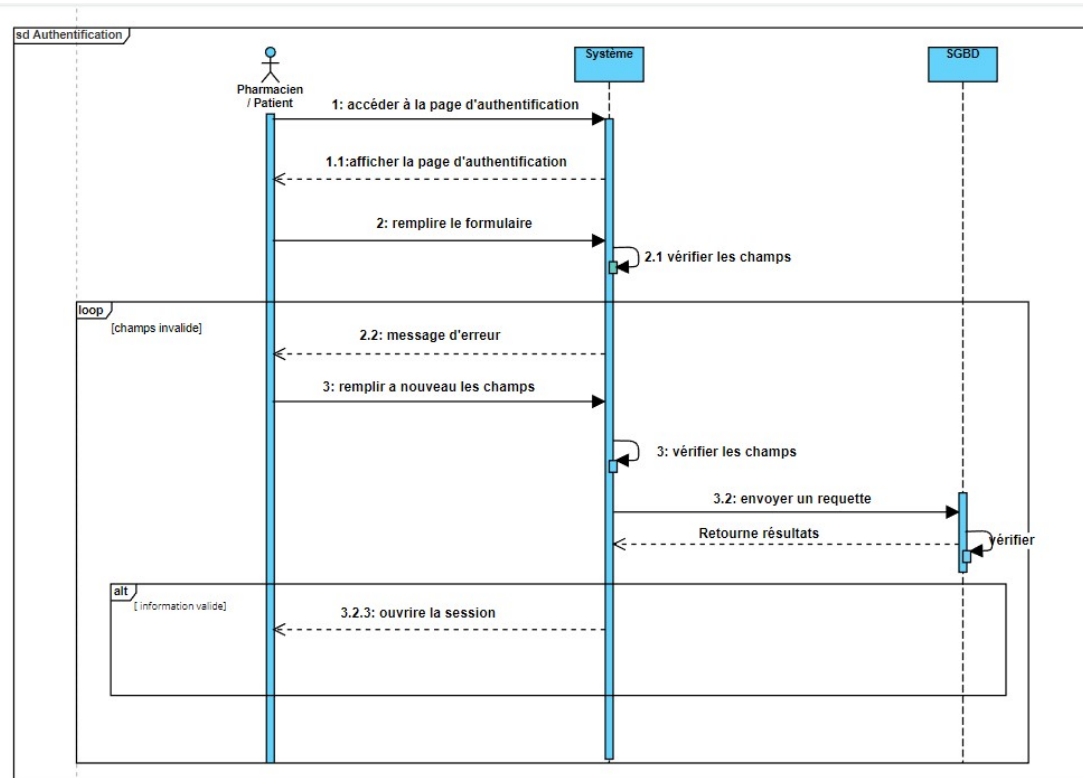 sd Authentification
Système
SGBD
Pharmacien
/ Patient
1: accéder à la page d'authentification
1.1:afficher la page d'authentification
2: remplire le formulaire
2.1 vérifier les champs
loop
[champs invalide]
2.2: message d'erreur
3: remplir a nouveau les champs
3: vérifier les champs
3.2: envoyer un requette
Retourne résultats
vérifier
alt
[ information valide]
3.2.3: ouvrire la session